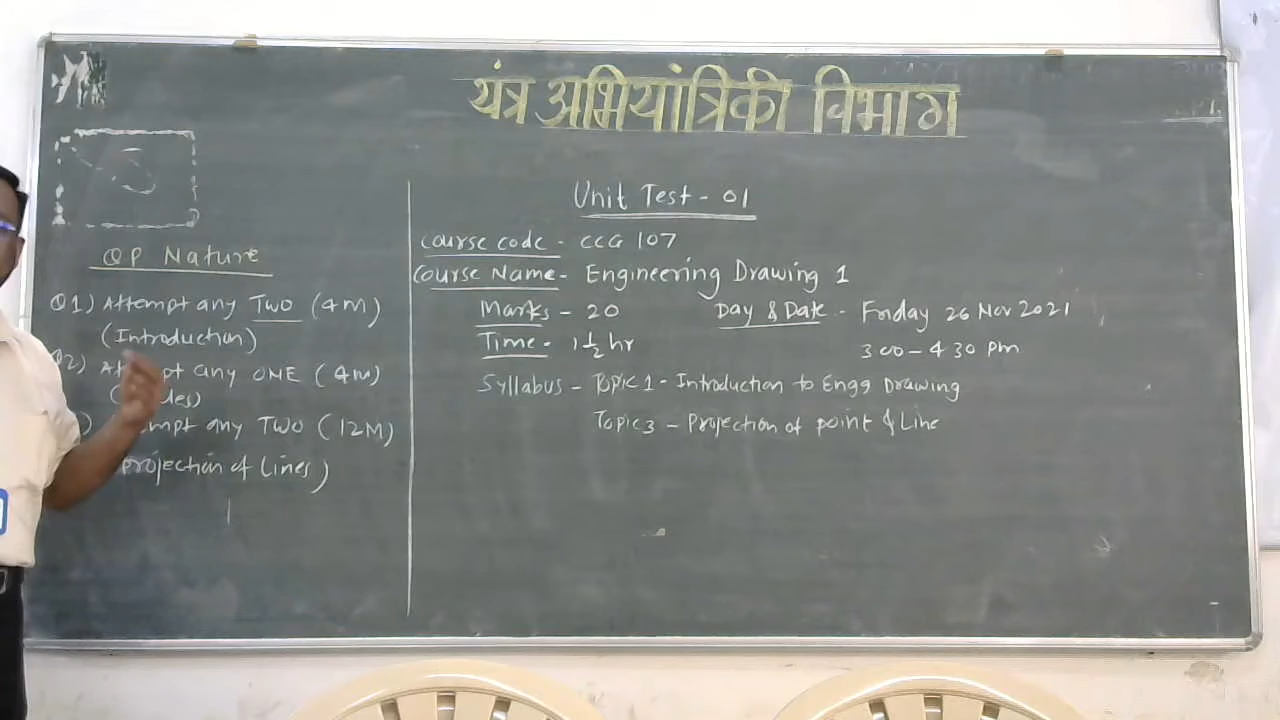 यंत्र अभियांत्रिकी विभाग
QP Nature
Q1) Attempt any TWO (4M)
(Introduction)
2) any ONE (4M)
any TWO (12M)
projection of Lines)
Unit Test - 01
Course code - CCG 107
Course Name - Engineering Drawing 1
Marks - 20 Day & Date - Friday 26 Nov 2021
Time - 1 1/2 hr 3 00 - 4 30 pm
Syllabus - Topic 1 - Introduction to Engg Drawing
Topic 3 - Projection of point & Line